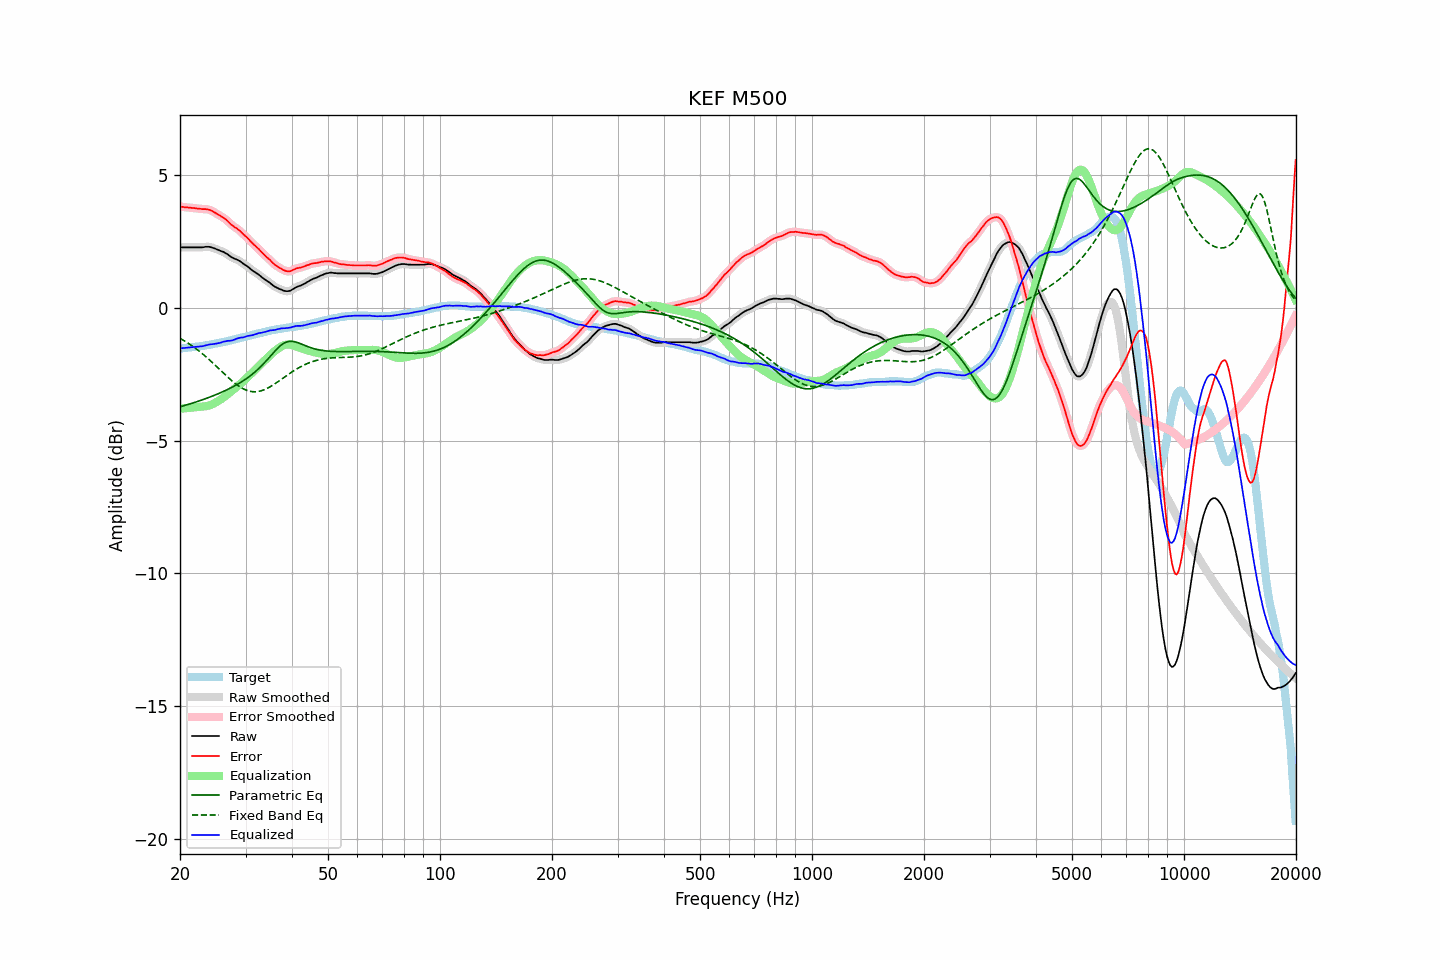 KEF M500
Amplitude (dBr)
5
0
−5
−10
−15
−20
Target
Raw Smoothed
Error Smoothed
Raw
Error
Equalization
Parametric Eq
Fixed Band Eq
Equalized
20
50
100
200
500
1000
2000
5000
10000
20000
Frequency (Hz)